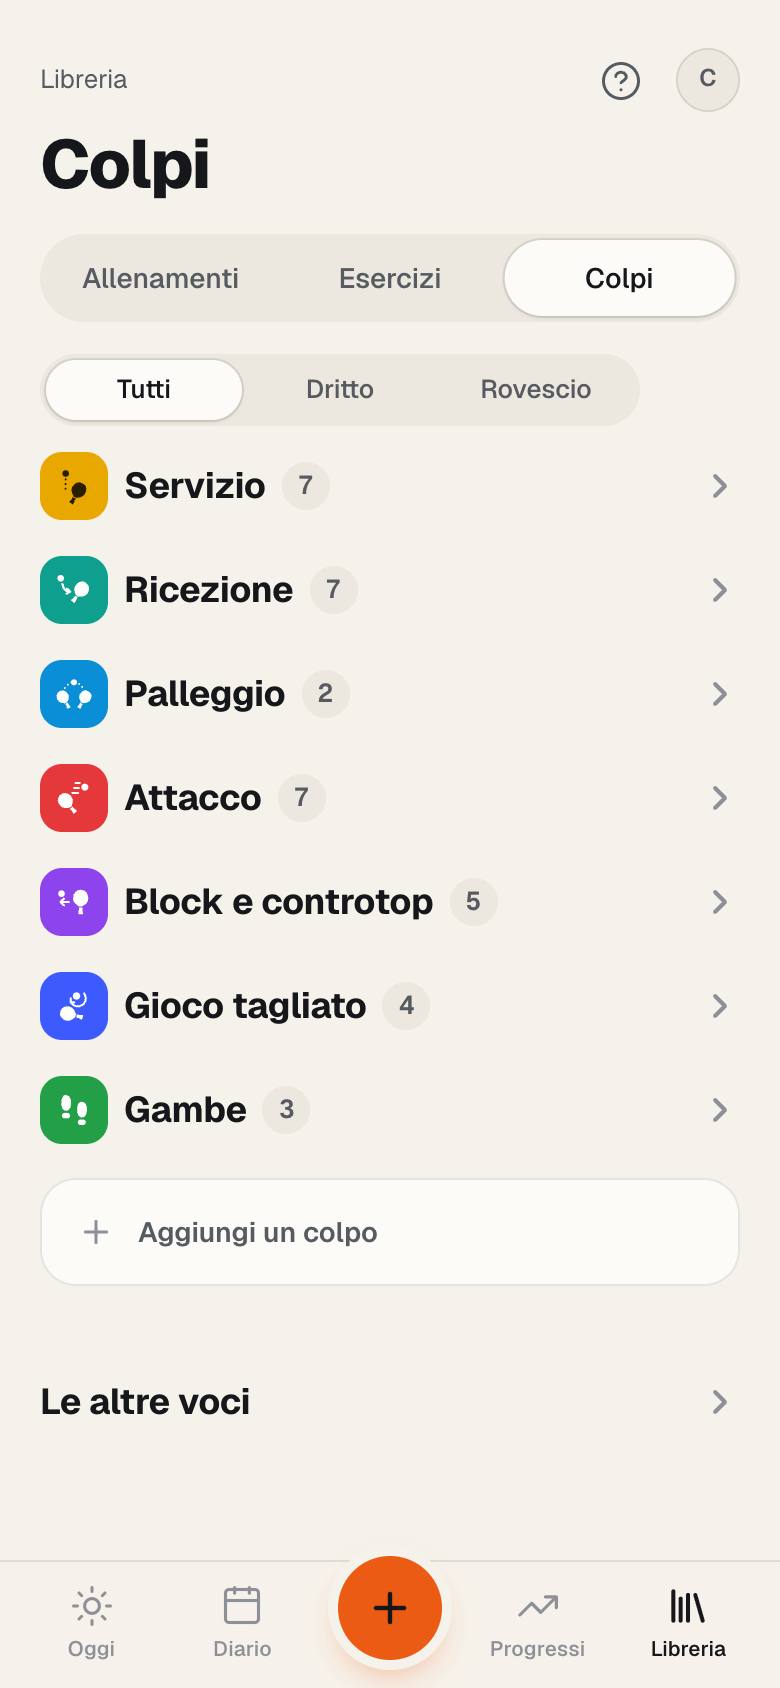 Libreria
C
Colpi
Allenamenti Esercizi Colpi
Tutti Dritto Rovescio
Servizio 7
Ricezione 7
Palleggio 2
Attacco 7
Block e controtop 5
Gioco tagliato 4
Gambe 3
Aggiungi un colpo
Le altre voci
Oggi Diario Progressi Libreria